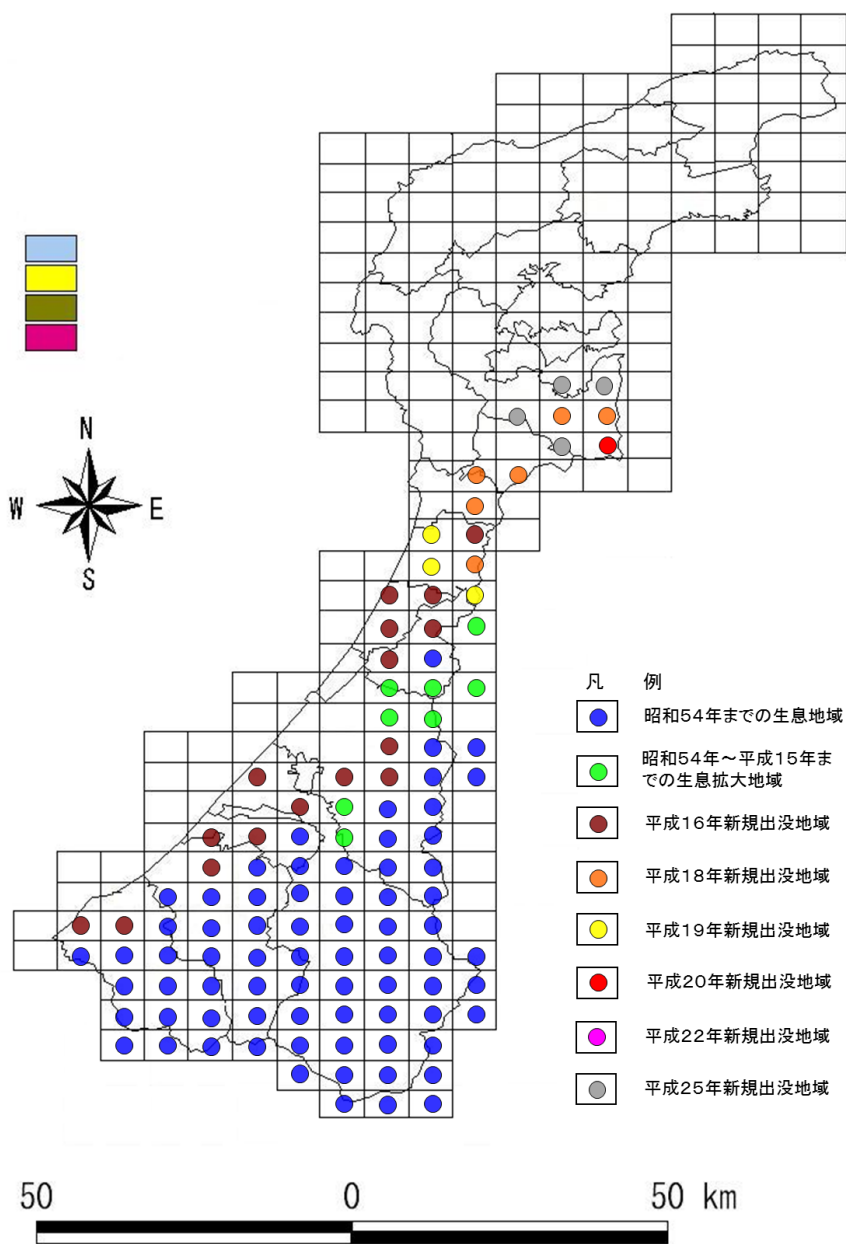 N
W E
S
凡 例
昭和54年までの生息地域
昭和54年～平成15年ま
での生息拡大地域
平成16年新規出没地域
平成18年新規出没地域
平成19年新規出没地域
平成20年新規出没地域
平成22年新規出没地域
平成25年新規出没地域
50 0 50 km